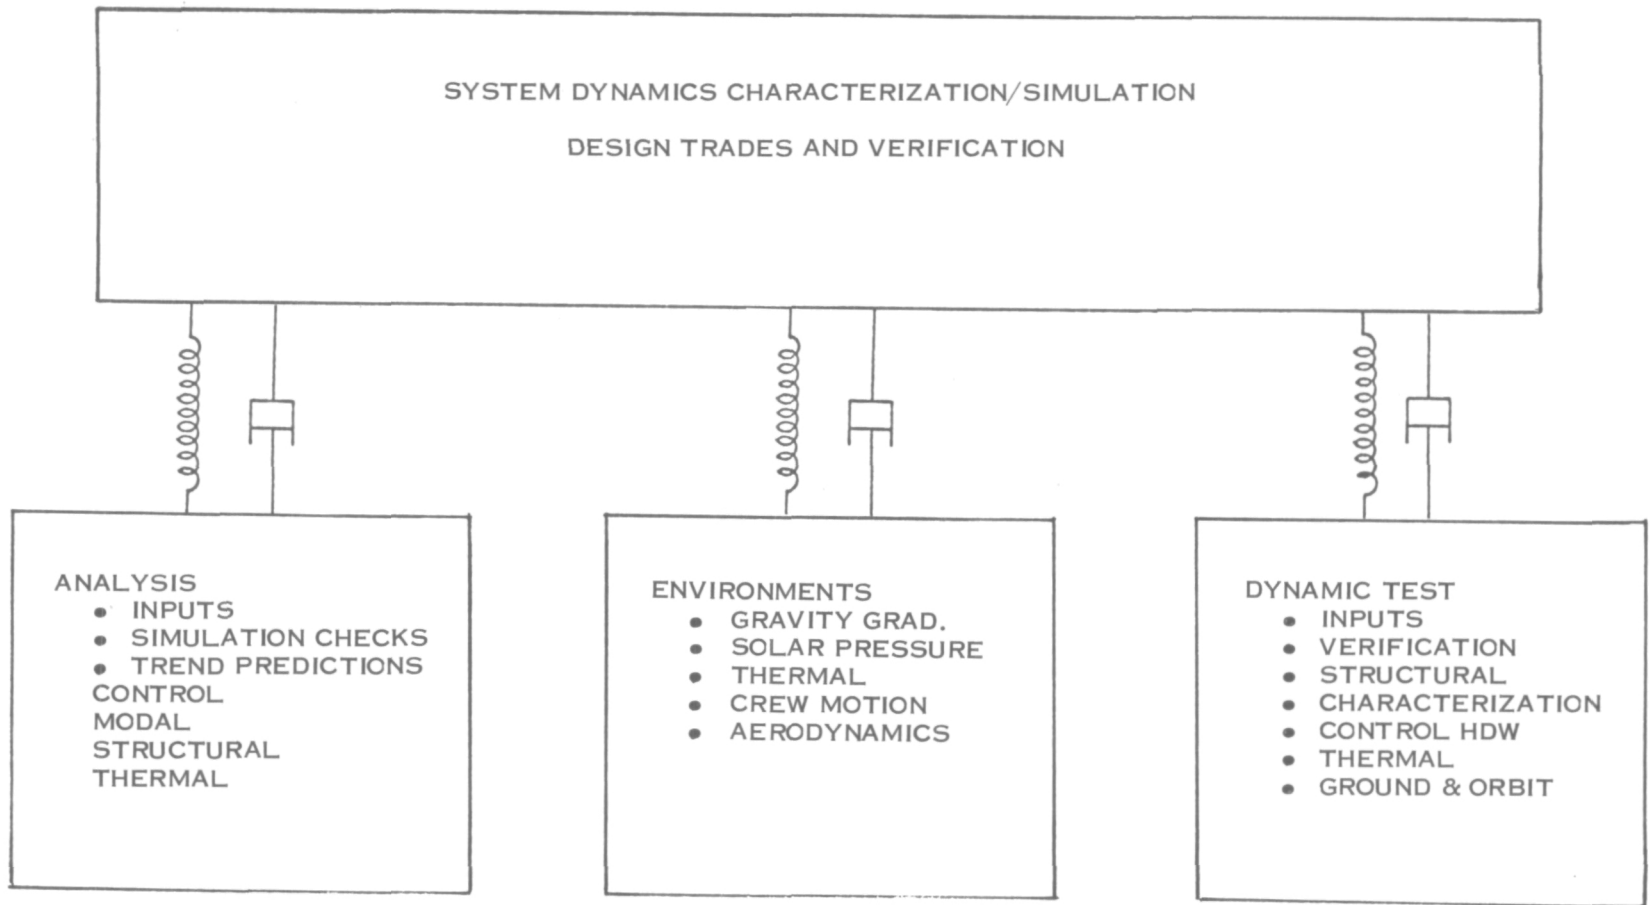 SYSTEM DYNAMICS CHARACTERIZATION/SIMULATION
DESIGN TRADES AND VERIFICATION
ANALYSIS
• INPUTS
• SIMULATION CHECKS
• TREND PREDICTIONS
CONTROL
MODAL
STRUCTURAL
THERMAL
ENVIRONMENTS
• GRAVITY GRAD.
• SOLAR PRESSURE
• THERMAL
• CREW MOTION
• AERODYNAMICS
DYNAMIC TEST
• INPUTS
• VERIFICATION
• STRUCTURAL
• CHARACTERIZATION
• CONTROL HDW
• THERMAL
• GROUND & ORBIT